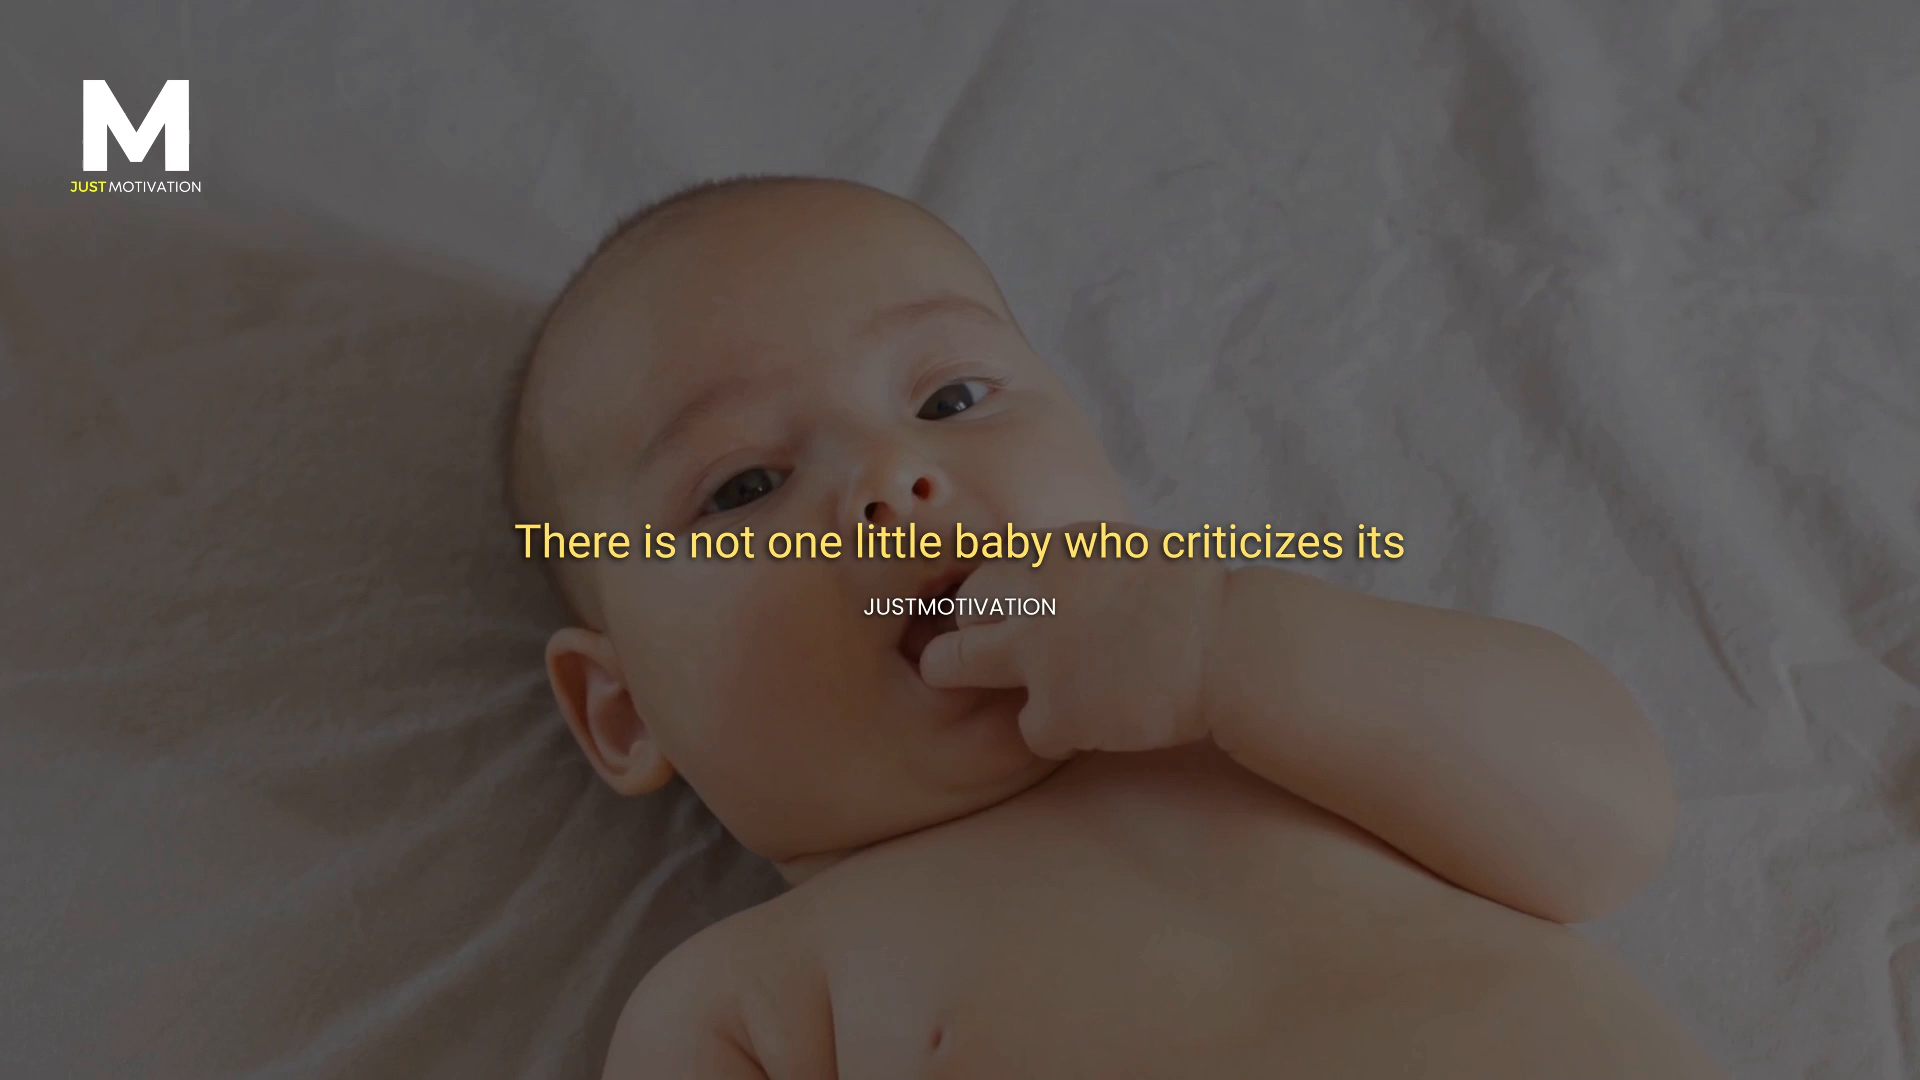 M
JUST MOTIVATION
There is not one little baby who criticizes its
JUSTMOTIVATION